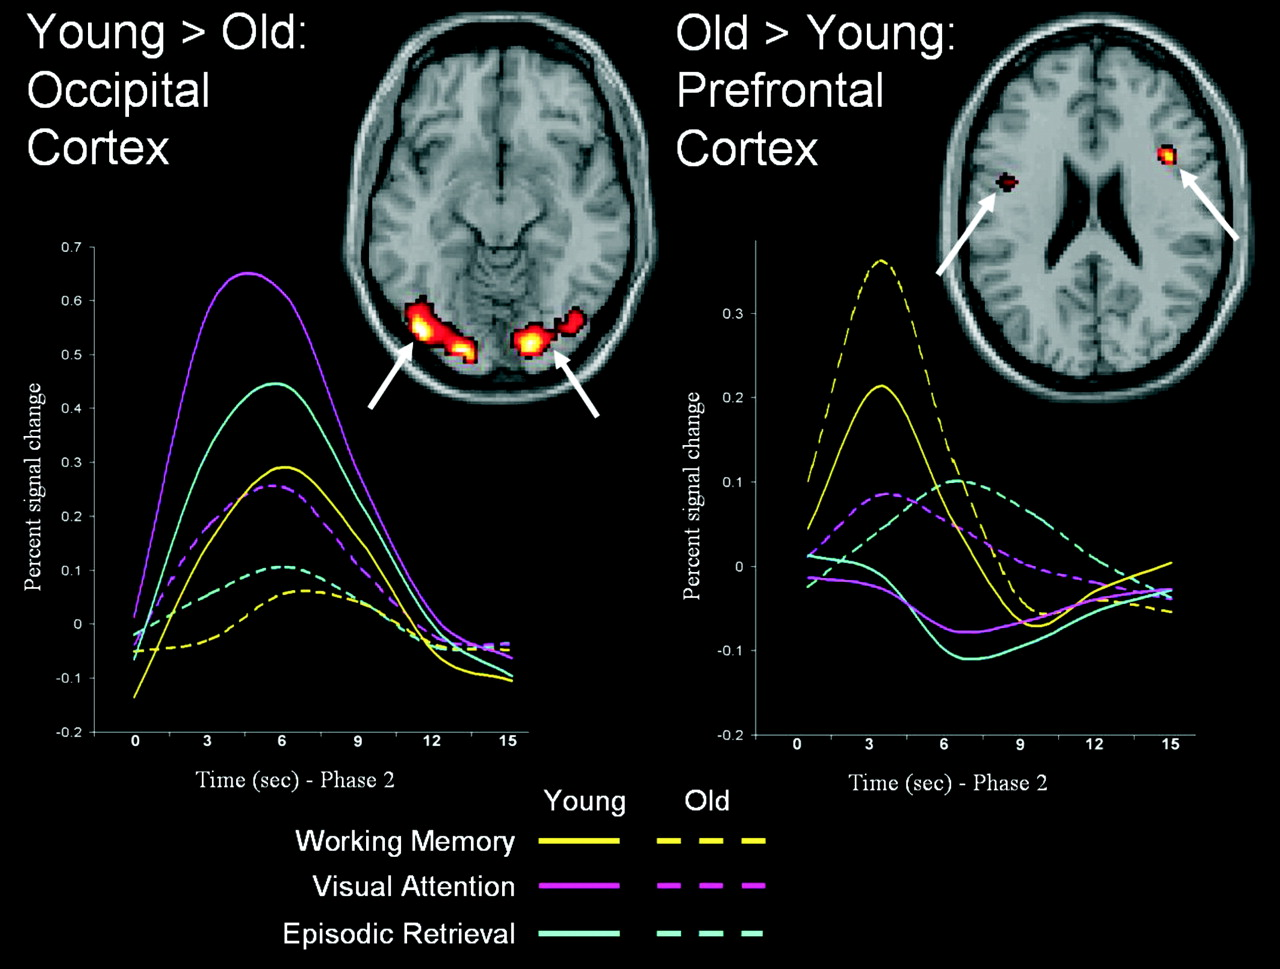 Young > Old:
Occipital
Cortex
Old > Young:
Prefrontal
Cortex
Percent signal change
0.7
0.6
0.5
0.4
0.3
0.2
0.1
0
-0.1
-0.2
0 3 6 9 12 15
Time (sec) - Phase 2
Percent signal change
0.3
0.2
0.1
0
-0.1
-0.2
0 3 6 9 12 15
Time (sec) - Phase 2
Young Old
Working Memory
Visual Attention
Episodic Retrieval